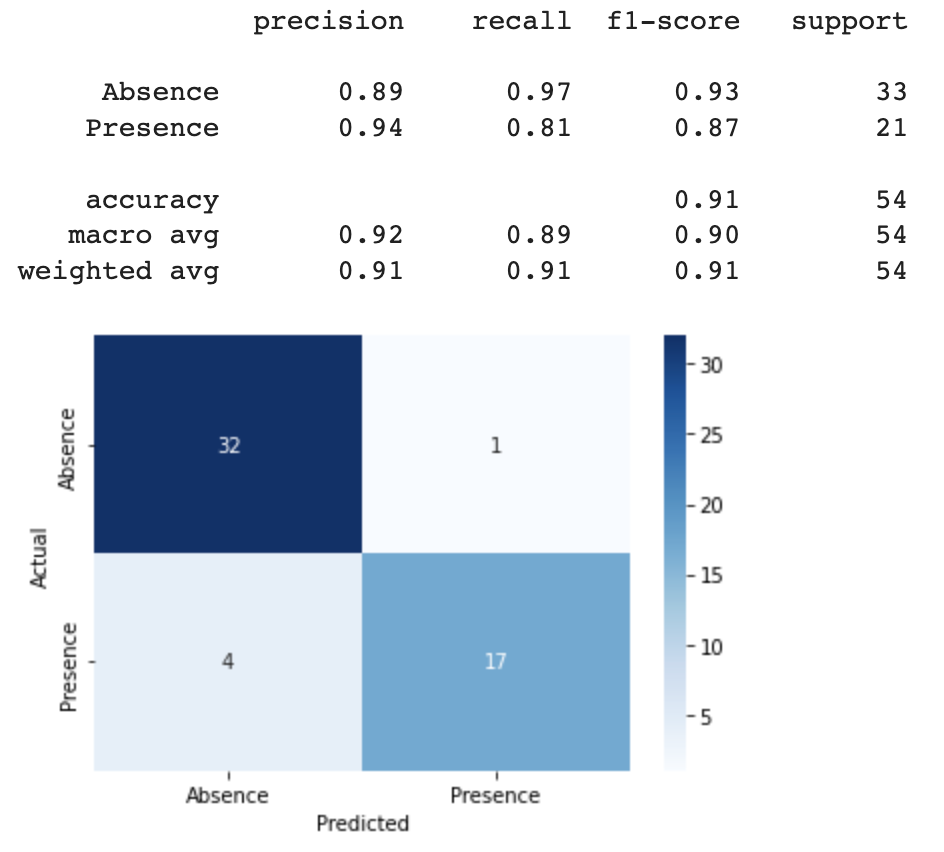 precision recall f1-score support
Absence 0.89 0.97 0.93 33
Presence 0.94 0.81 0.87 21
accuracy 0.91 54
macro avg 0.92 0.89 0.90 54
weighted avg 0.91 0.91 0.91 54
30
25
20
15
10
5
Actual
Absence
32 1
Presence
4 17
Absence Presence
Predicted